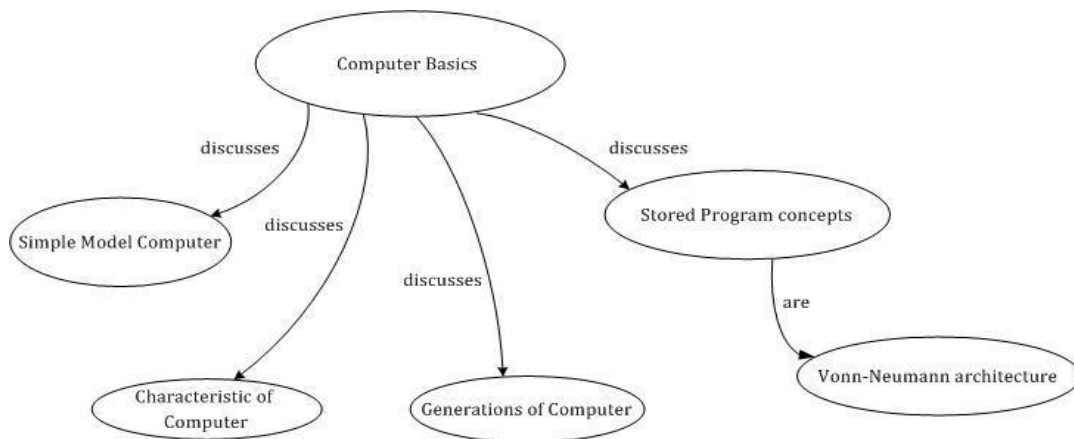 Computer Basics
discusses
discusses
Stored Program concepts
Simple Model Computer
discusses
discusses
are
Vonn-Neumann architecture
Characteristic of
Computer
Generations of Computer